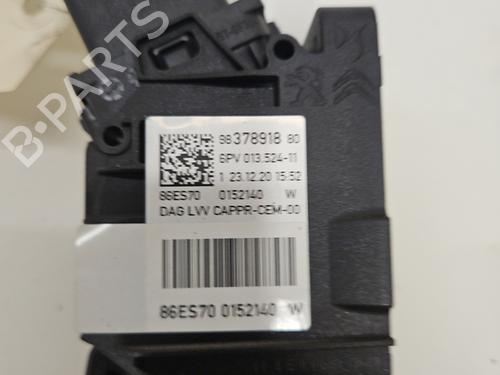 98 378918 80
6PV 013.524-11
1 23.12.20 15:52
86ES70 0152140 W
DAG LVV CAPPR-CEM-00
86ES70 0152140 W
B-PARTS